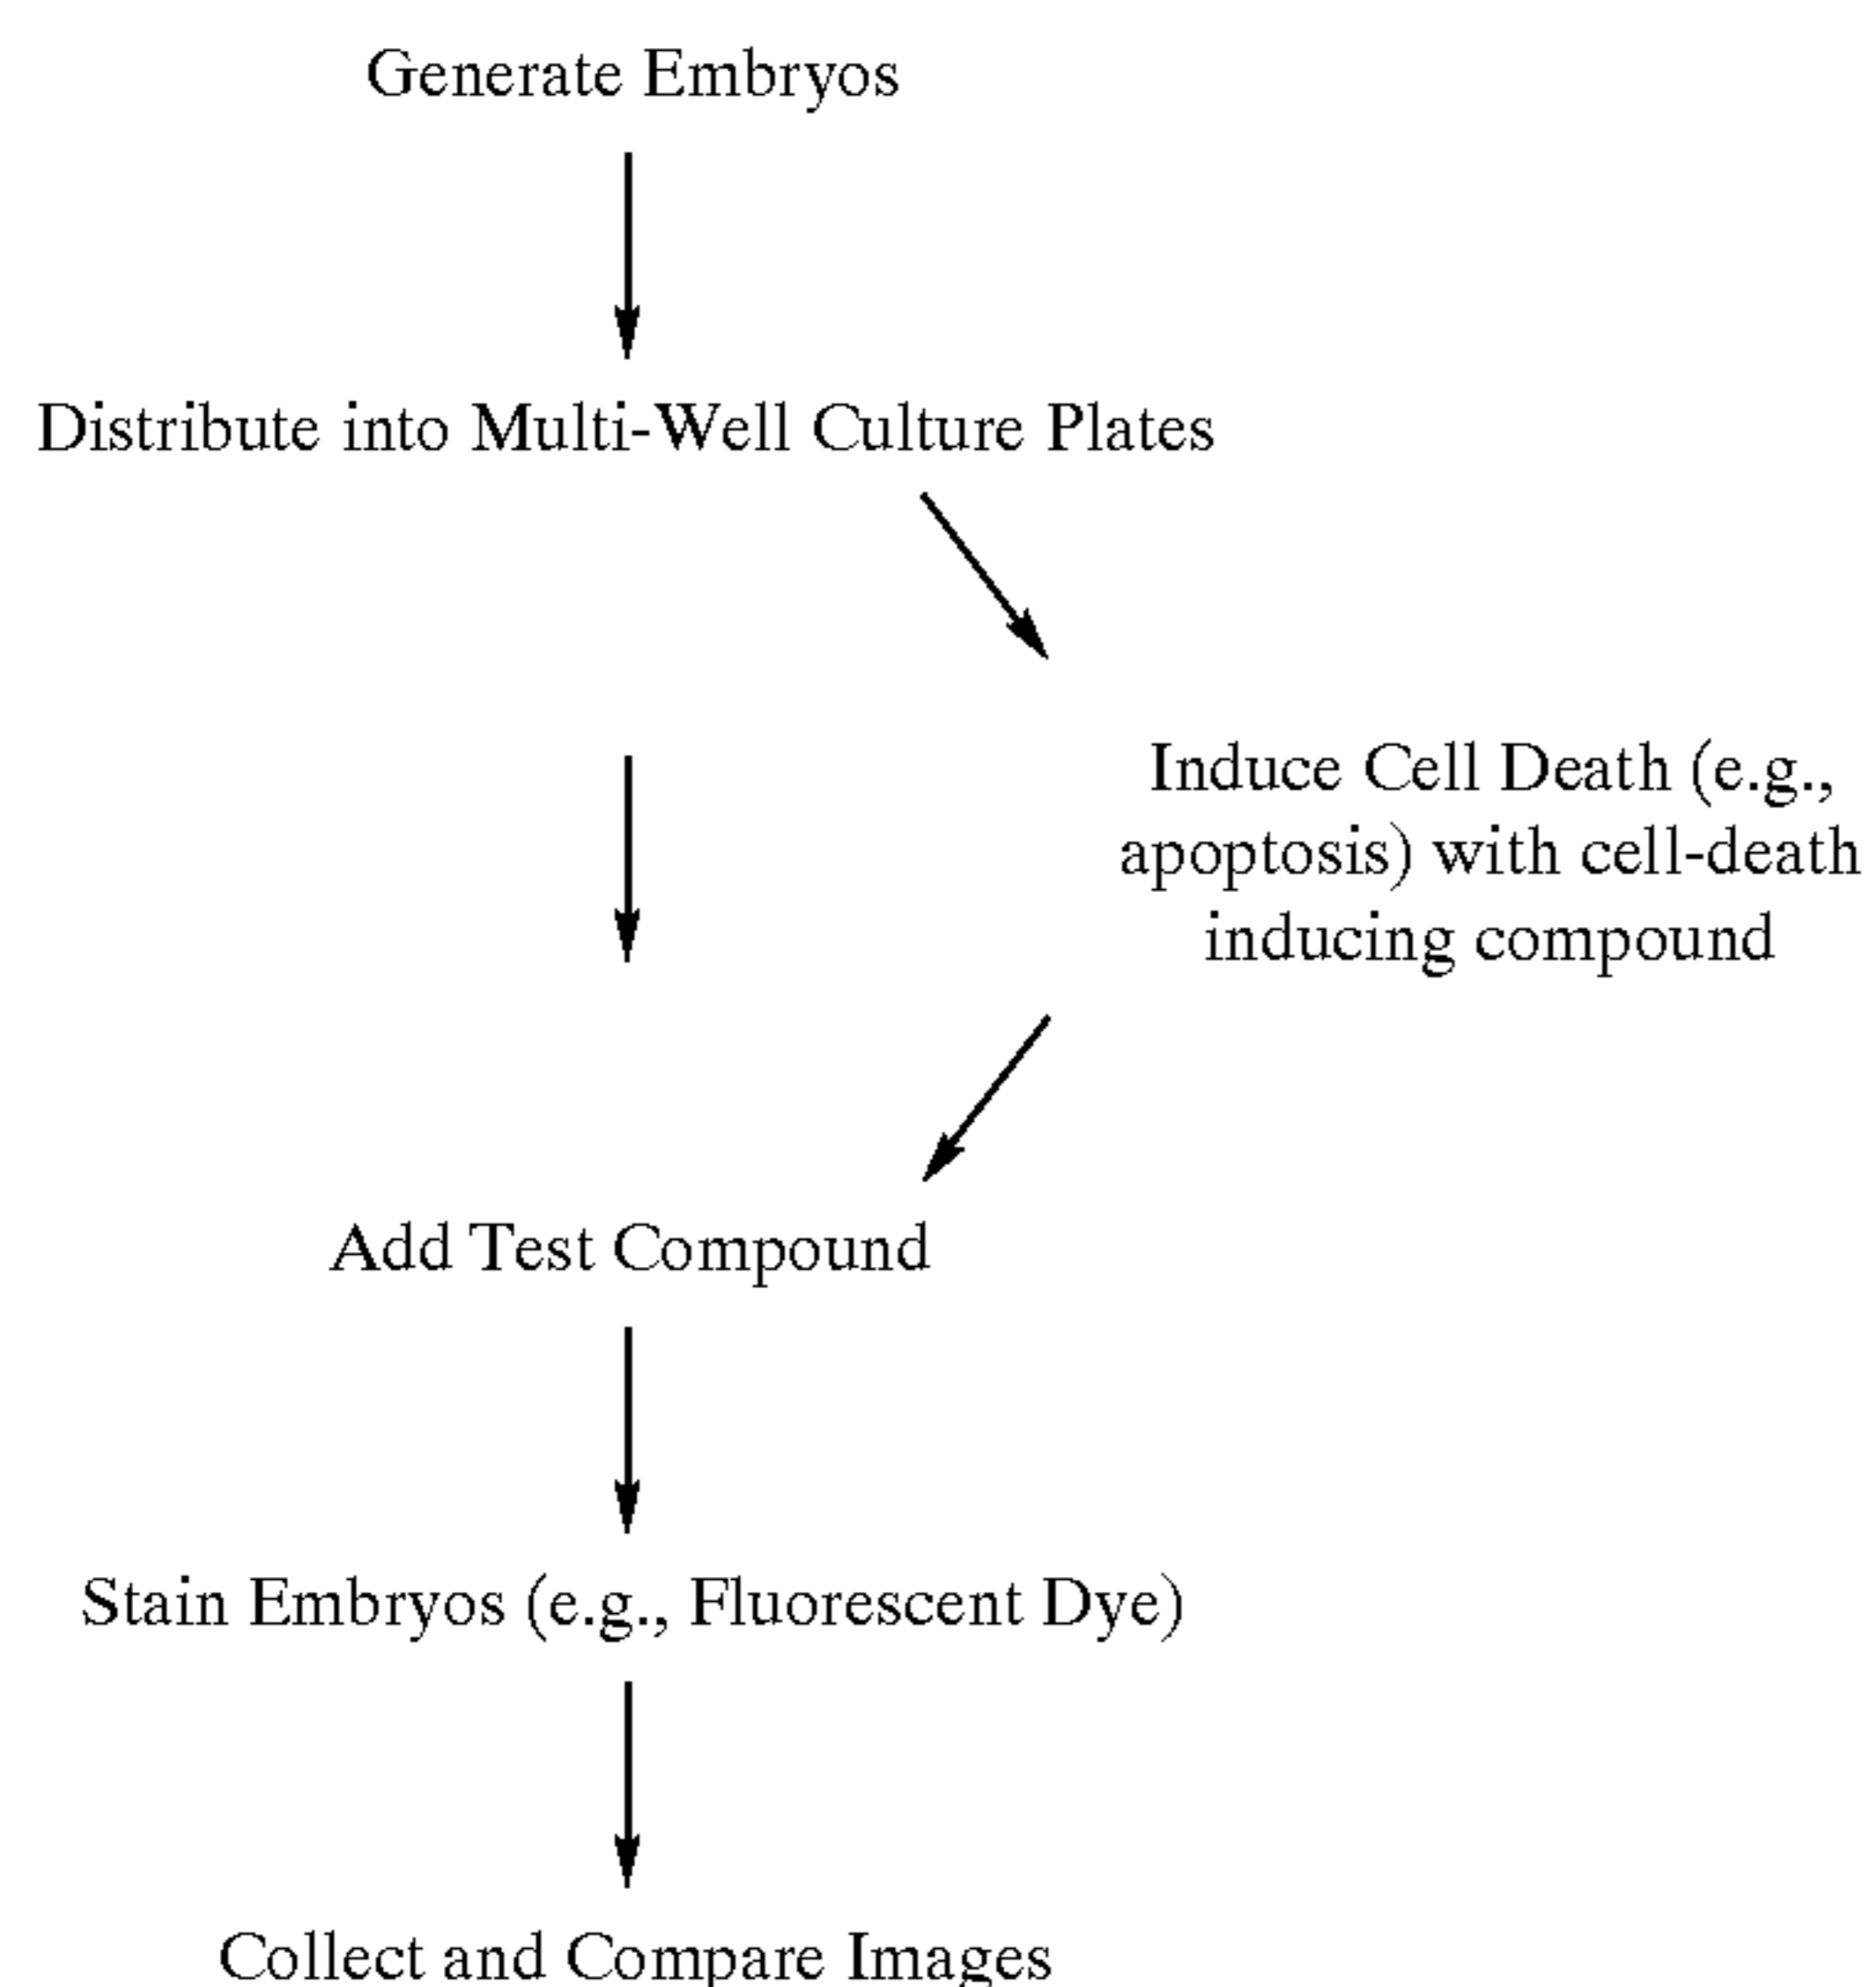 Generate Embryos
Distribute into Multi-Well Culture Plates
Induce Cell Death (e.g.,
apoptosis) with cell-death
inducing compound
Add Test Compound
Stain Embryos (e.g., Fluorescent Dye)
Collect and Compare Images